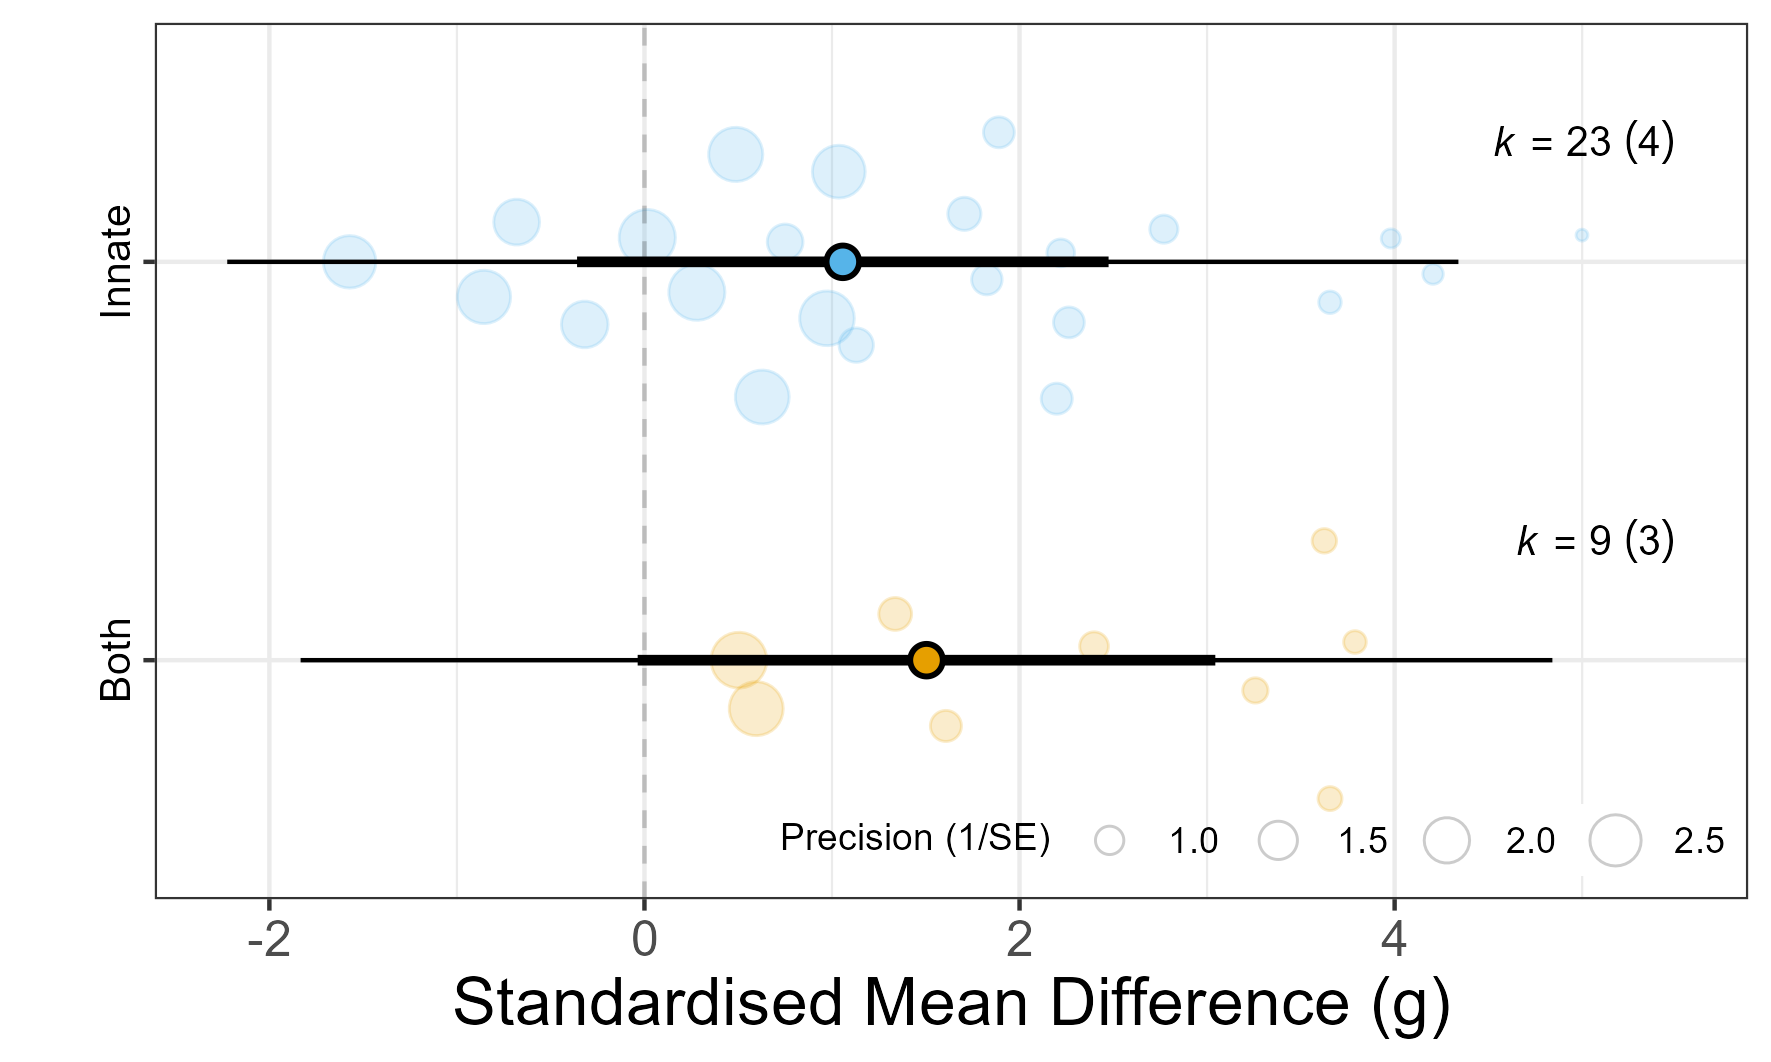 k = 23 (4)
Innate
k = 9 (3)
Both
Precision (1/SE) 1.0 1.5 2.0 2.5
-2 0 2 4
Standardised Mean Difference (g)